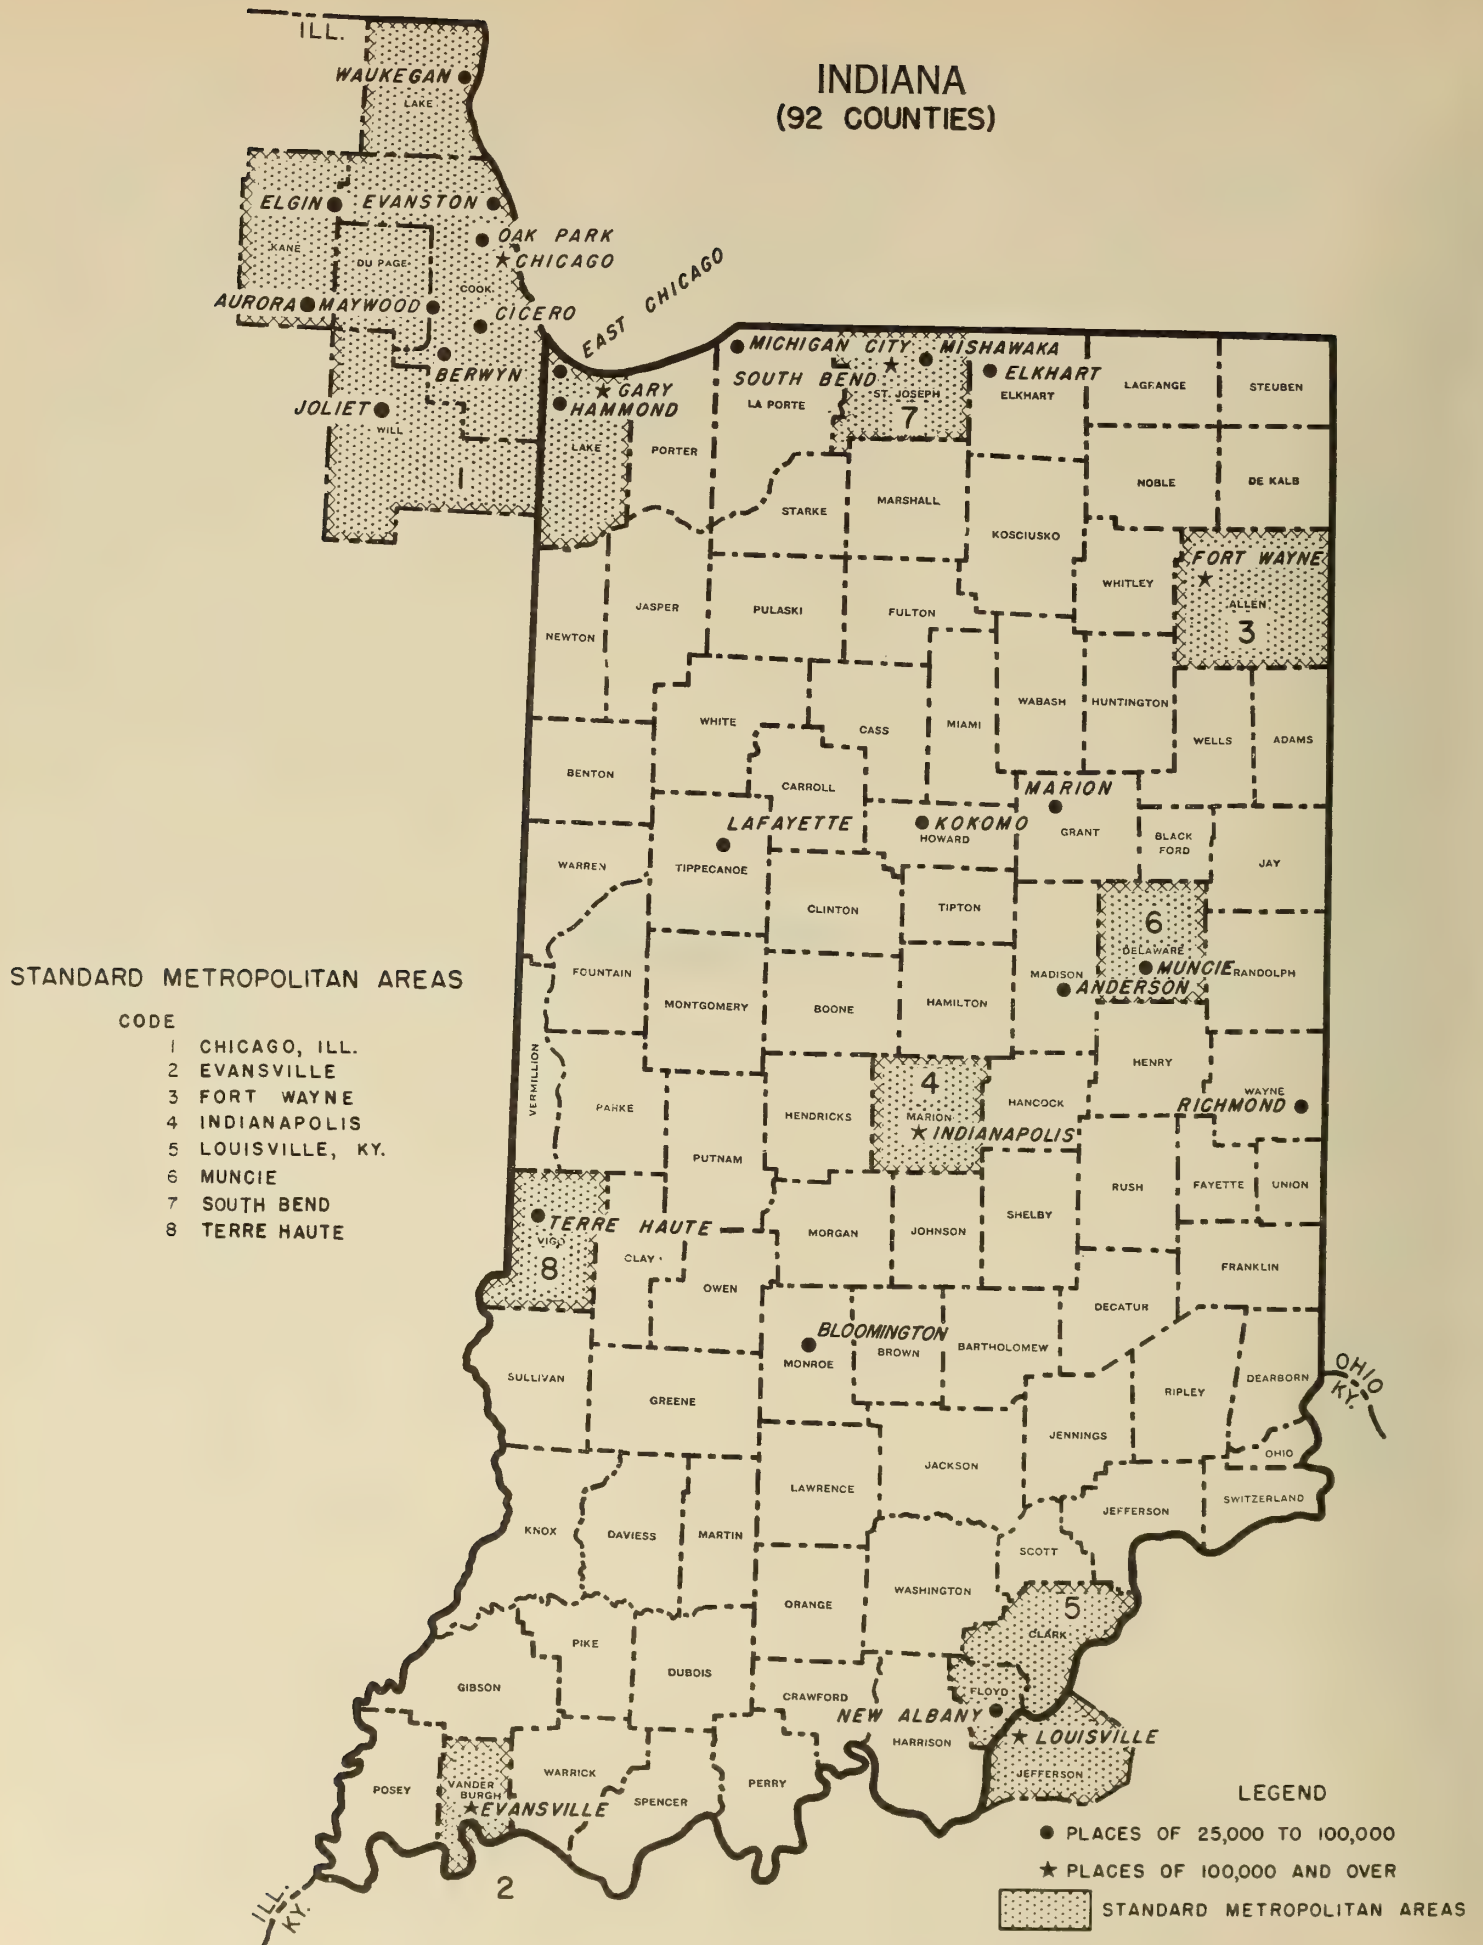 INDIANA
(92 COUNTIES)
ILL.
WAUKEGAN
LAKE
ELGIN
EVANSTON
OAK PARK
CHICAGO
KANE
DU PAGE
COOK
AURORA
MAYWOOD
CICERO
BERWYN
JOLIET
WILL
EAST CHICAGO
GARY
HAMMOND
LAKE
PORTER
MICHIGAN CITY
MISHAWAKA
SOUTH BEND
LA PORTE
ST. JOSEPH
7
ELKHART
ELKHART
LAGRANGE
STEUBEN
STARKE
MARSHALL
KOSCIUSKO
NOBLE
DE KALB
FORT WAYNE
ALLEN
3
WHITLEY
NEWTON
JASPER
PULASKI
FULTON
WHITE
CASS
MIAMI
WABASH
HUNTINGTON
WELLS
ADAMS
BENTON
CARROLL
MARION
LAFAYETTE
KOKOMO
HOWARD
GRANT
BLACK
FORD
JAY
WARREN
TIPPECANOE
CLINTON
TIPTON
6
DELAWARE
MUNCIE
RANDOLPH
MADISON
ANDERSON
FOUNTAIN
MONTGOMERY
BOONE
HAMILTON
STANDARD METROPOLITAN AREAS
CODE
1 CHICAGO, ILL.
2 EVANSVILLE
3 FORT WAYNE
4 INDIANAPOLIS
5 LOUISVILLE, KY.
6 MUNCIE
7 SOUTH BEND
8 TERRE HAUTE
VERMILLION
PARKE
HENDRICKS
4
MARION
INDIANAPOLIS
HANCOCK
HENRY
WAYNE
RICHMOND
PUTNAM
TERRE HAUTE
VIGO
8
CLAY
OWEN
MORGAN
JOHNSON
SHELBY
RUSH
FAYETTE
UNION
FRANKLIN
DECATUR
BLOOMINGTON
MONROE
BROWN
BARTHOLOMEW
SULLIVAN
GREENE
RIPLEY
DEARBORN
OHIO
KY.
JENNINGS
OHIO
JACKSON
LAWRENCE
SWITZERLAND
JEFFERSON
KNOX
DAVIESS
MARTIN
SCOTT
WASHINGTON
ORANGE
5
CLARK
PIKE
DUBOIS
GIBSON
CRAWFORD
FLOYD
NEW ALBANY
HARRISON
LOUISVILLE
JEFFERSON
POSEY
VANDER
BURGH
EVANSVILLE
WARRICK
SPENCER
PERRY
2
ILL.
KY.
LEGEND
PLACES OF 25,000 TO 100,000
PLACES OF 100,000 AND OVER
STANDARD METROPOLITAN AREAS